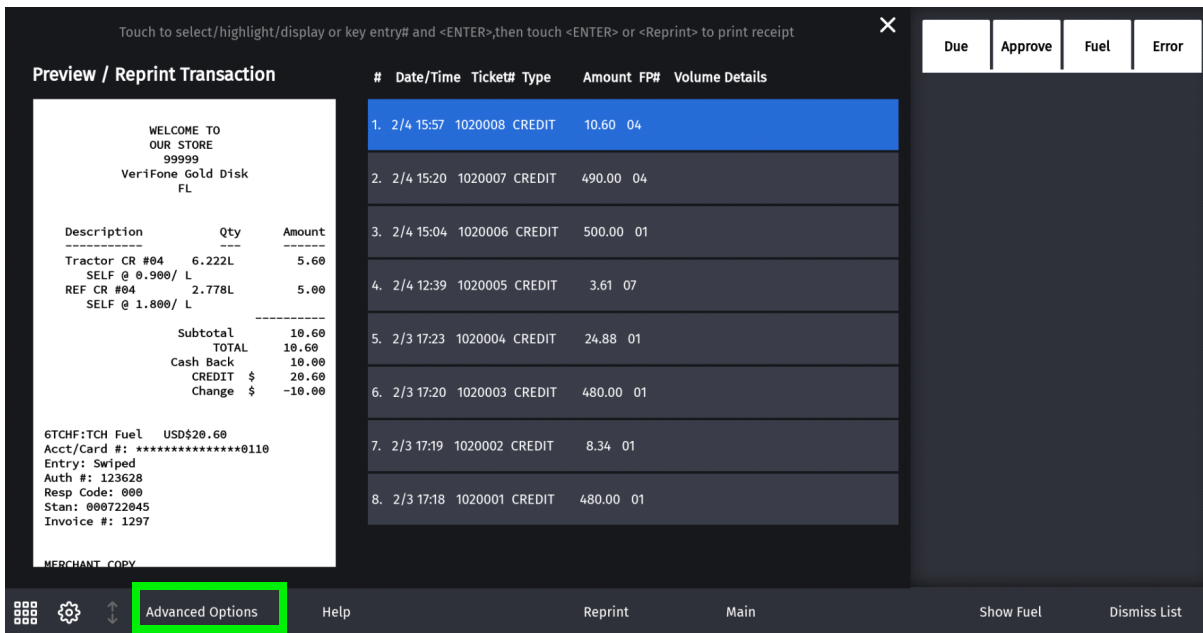 Touch to select/highlight/display or key entry# and <ENTER>,then touch <ENTER> or <Reprint> to print receipt
Due Approve Fuel Error
Preview / Reprint Transaction
# Date/Time Ticket# Type Amount FP# Volume Details
WELCOME TO
OUR STORE
99999
VeriFone Gold Disk
FL
Description Qty Amount
----------- --- ------
Tractor CR #04 6.222L 5.60
SELF @ 0.900/ L
REF CR #04 2.778L 5.00
SELF @ 1.800/ L
----------
Subtotal 10.60
TOTAL 10.60
Cash Back 10.00
CREDIT $ 20.60
Change $ -10.00
6TCHF:TCH Fuel USD$20.60
Acct/Card #: ***************0110
Entry: Swiped
Auth #: 123628
Resp Code: 000
Stan: 000722045
Invoice #: 1297
MERCHANT COPY
1. 2/4 15:57 1020008 CREDIT 10.60 04
2. 2/4 15:20 1020007 CREDIT 490.00 04
3. 2/4 15:04 1020006 CREDIT 500.00 01
4. 2/4 12:39 1020005 CREDIT 3.61 07
5. 2/3 17:23 1020004 CREDIT 24.88 01
6. 2/3 17:20 1020003 CREDIT 480.00 01
7. 2/3 17:19 1020002 CREDIT 8.34 01
8. 2/3 17:18 1020001 CREDIT 480.00 01
Advanced Options Help Reprint Main Show Fuel Dismiss List